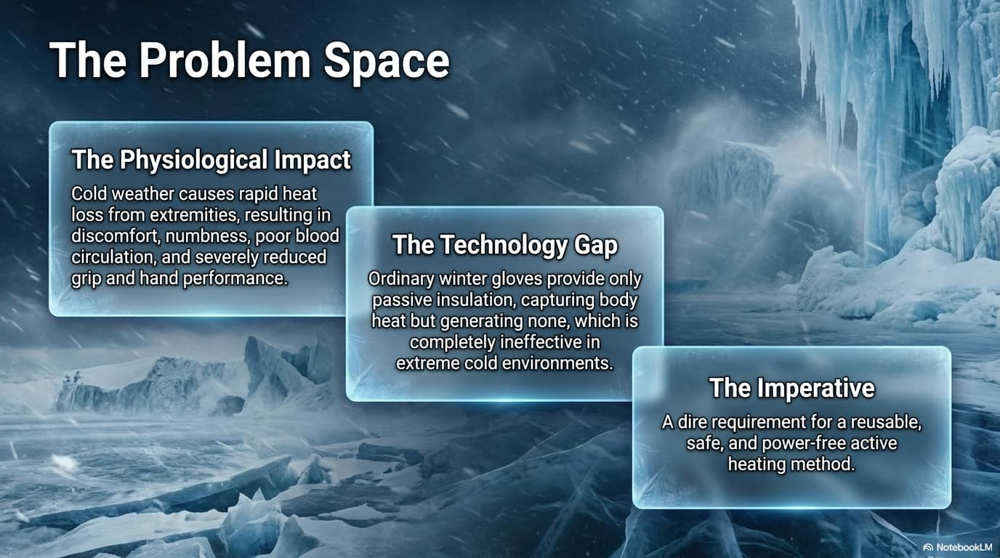 The Problem Space
The Physiological Impact
Cold weather causes rapid heat
loss from extremities, resulting in
discomfort, numbness, poor blood
circulation, and severely reduced
grip and hand performance.
The Technology Gap
Ordinary winter gloves provide only
passive insulation, capturing body
heat but generating none, which is
completely ineffective in
extreme cold environments.
The Imperative
A dire requirement for a reusable,
safe, and power-free active
heating method.
NotebookLM